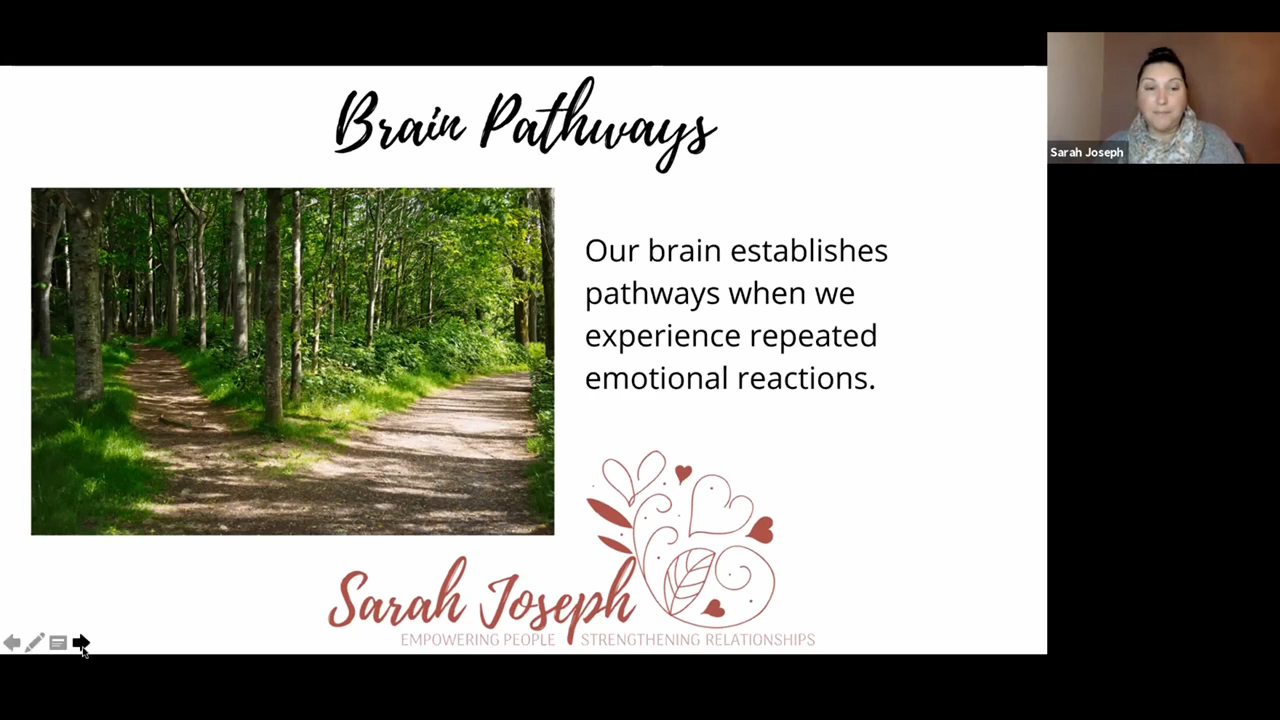 Brain Pathways
Sarah Joseph
Our brain establishes
pathways when we
experience repeated
emotional reactions.
Sarah Joseph
EMPOWERING PEOPLE STRENGTHENING RELATIONSHIPS